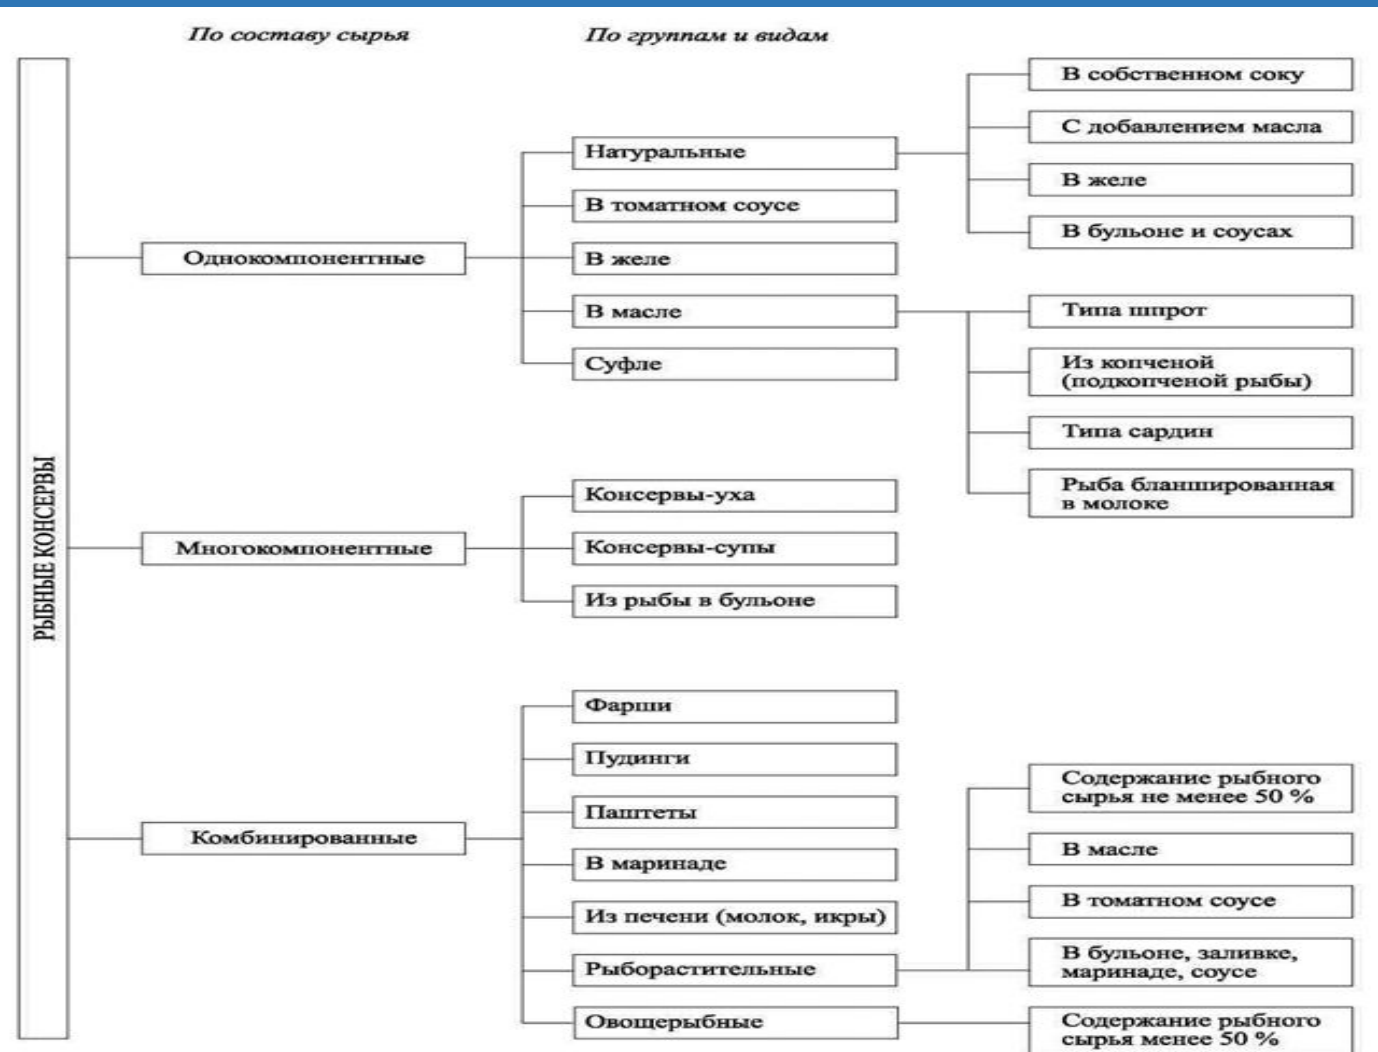 По составу сырья
По группам и видам
РЫБНЫЕ КОНСЕРВЫ
Однокомпонентные
Натуральные
В собственном соку
С добавлением масла
В желе
В бульоне и соусах
В томатном соусе
В желе
В масле
Типа шпрот
Из копченой
(подкопченой рыбы)
Типа сардин
Рыба бланшированная
в молоке
Суфле
Многокомпонентные
Консервы-уха
Консервы-супы
Из рыбы в бульоне
Комбинированные
Фарши
Пудинги
Паштеты
В маринаде
Из печени (молок, икры)
Рыборастительные
Содержание рыбного
сырья не менее 50 %
В масле
В томатном соусе
В бульоне, заливке,
маринаде, соусе
Овощерыбные
Содержание рыбного
сырья менее 50 %